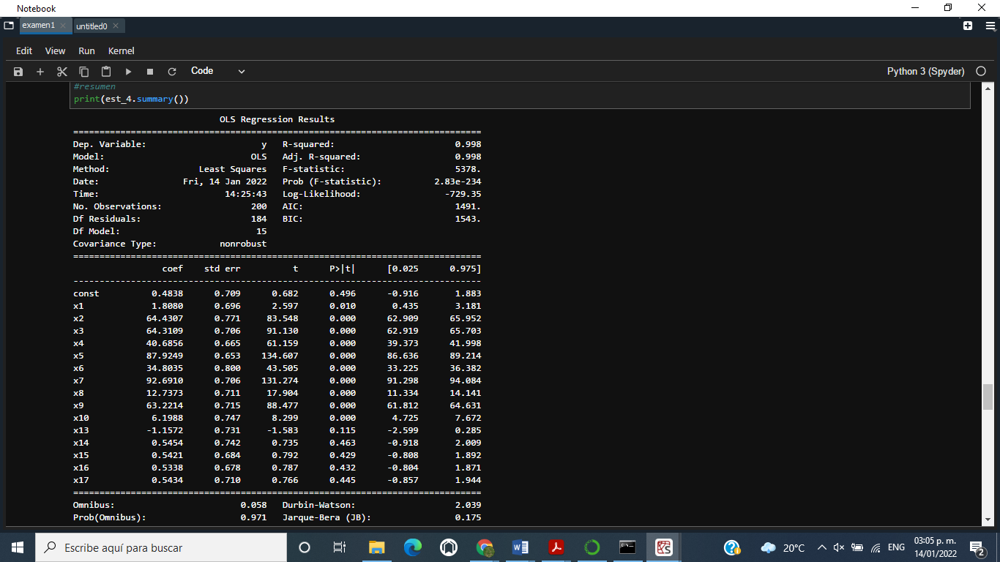 Notebook
examen1 ×
untitled0 ×
Edit View Run Kernel
Code
Python 3 (Spyder)
#resumen
print(est_4.summary())
                            OLS Regression Results
==============================================================================
Dep. Variable:                      y   R-squared:                       0.998
Model:                            OLS   Adj. R-squared:                  0.998
Method:                 Least Squares   F-statistic:                     5378.
Date:                Fri, 14 Jan 2022   Prob (F-statistic):          2.83e-234
Time:                        14:25:43   Log-Likelihood:                -729.35
No. Observations:                 200   AIC:                             1491.
Df Residuals:                     184   BIC:                             1543.
Df Model:                          15
Covariance Type:            nonrobust
==============================================================================
                 coef    std err          t      P>|t|      [0.025      0.975]
------------------------------------------------------------------------------
const          0.4838      0.709      0.682      0.496      -0.916       1.883
x1             1.8080      0.696      2.597      0.010       0.435       3.181
x2            64.4307      0.771     83.548      0.000      62.909      65.952
x3            64.3109      0.706     91.130      0.000      62.919      65.703
x4            40.6856      0.665     61.159      0.000      39.373      41.998
x5            87.9249      0.653    134.607      0.000      86.636      89.214
x6            34.8035      0.800     43.505      0.000      33.225      36.382
x7            92.6910      0.706    131.274      0.000      91.298      94.084
x8            12.7373      0.711     17.904      0.000      11.334      14.141
x9            63.2214      0.715     88.477      0.000      61.812      64.631
x10            6.1988      0.747      8.299      0.000       4.725       7.672
x13           -1.1572      0.731     -1.583      0.115      -2.599       0.285
x14            0.5454      0.742      0.735      0.463      -0.918       2.009
x15            0.5421      0.684      0.792      0.429      -0.808       1.892
x16            0.5338      0.678      0.787      0.432      -0.804       1.871
x17            0.5434      0.710      0.766      0.445      -0.857       1.944
==============================================================================
Omnibus:                        0.058   Durbin-Watson:                   2.039
Prob(Omnibus):                  0.971   Jarque-Bera (JB):                0.175
Escribe aquí para buscar
20°C
ENG
03:05 p. m.
14/01/2022
2